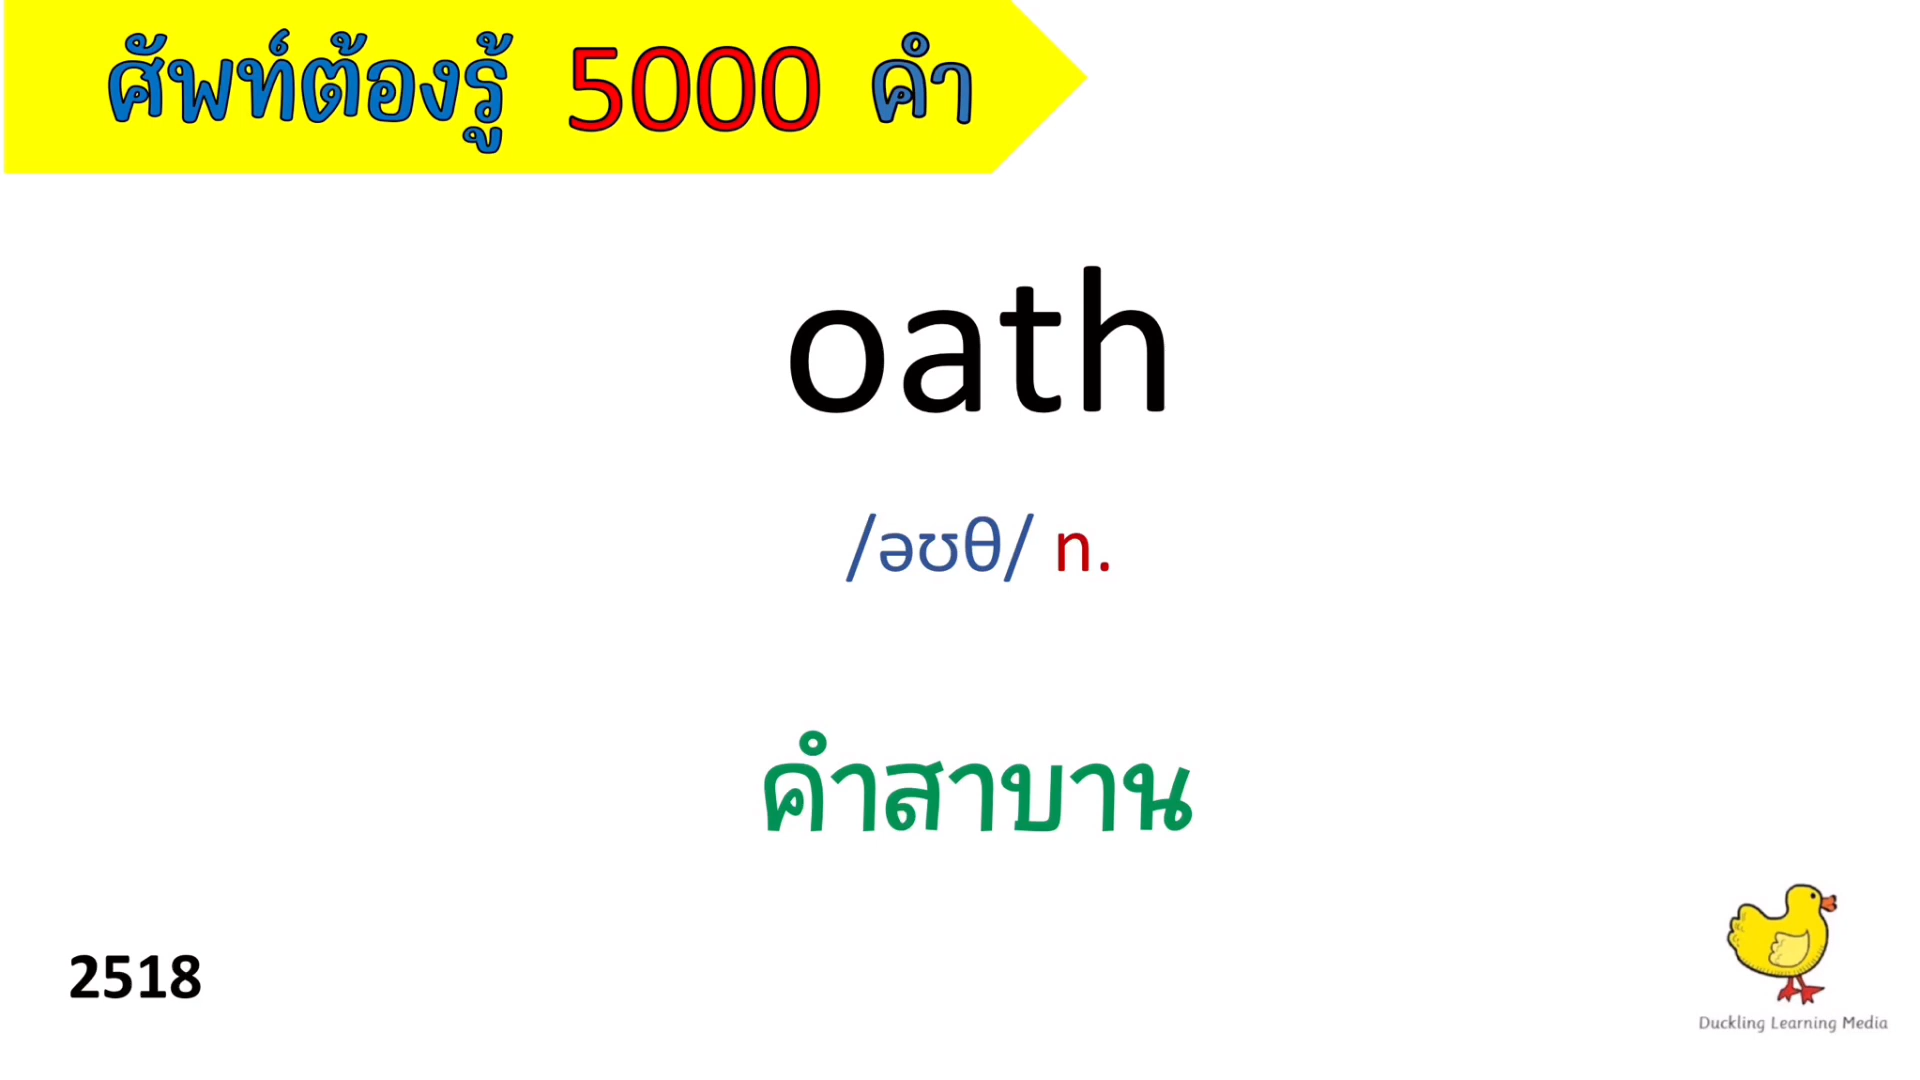 ศัพท์ต้องรู้ 5000 คำ
oath
/əʊθ/ n.
คำสาบาน
2518
Duckling Learning Media